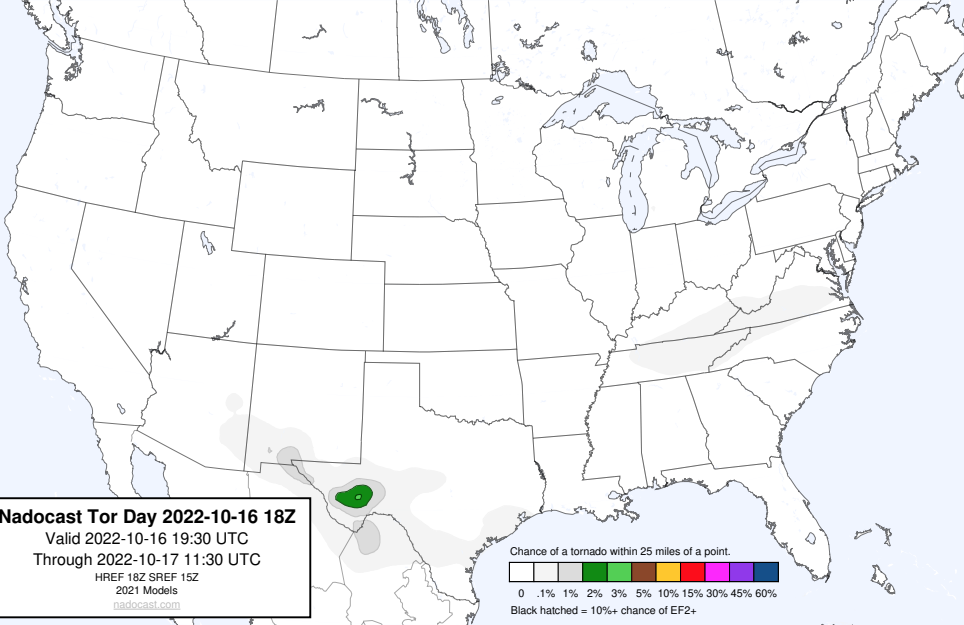 Nadocast Tor Day 2022-10-16 18Z
Valid 2022-10-16 19:30 UTC
Through 2022-10-17 11:30 UTC
HREF 18Z SREF 15Z
2021 Models
nadocast.com
Chance of a tornado within 25 miles of a point.
0 .1% 1% 2% 3% 5% 10% 15% 30% 45% 60%
Black hatched = 10%+ chance of EF2+